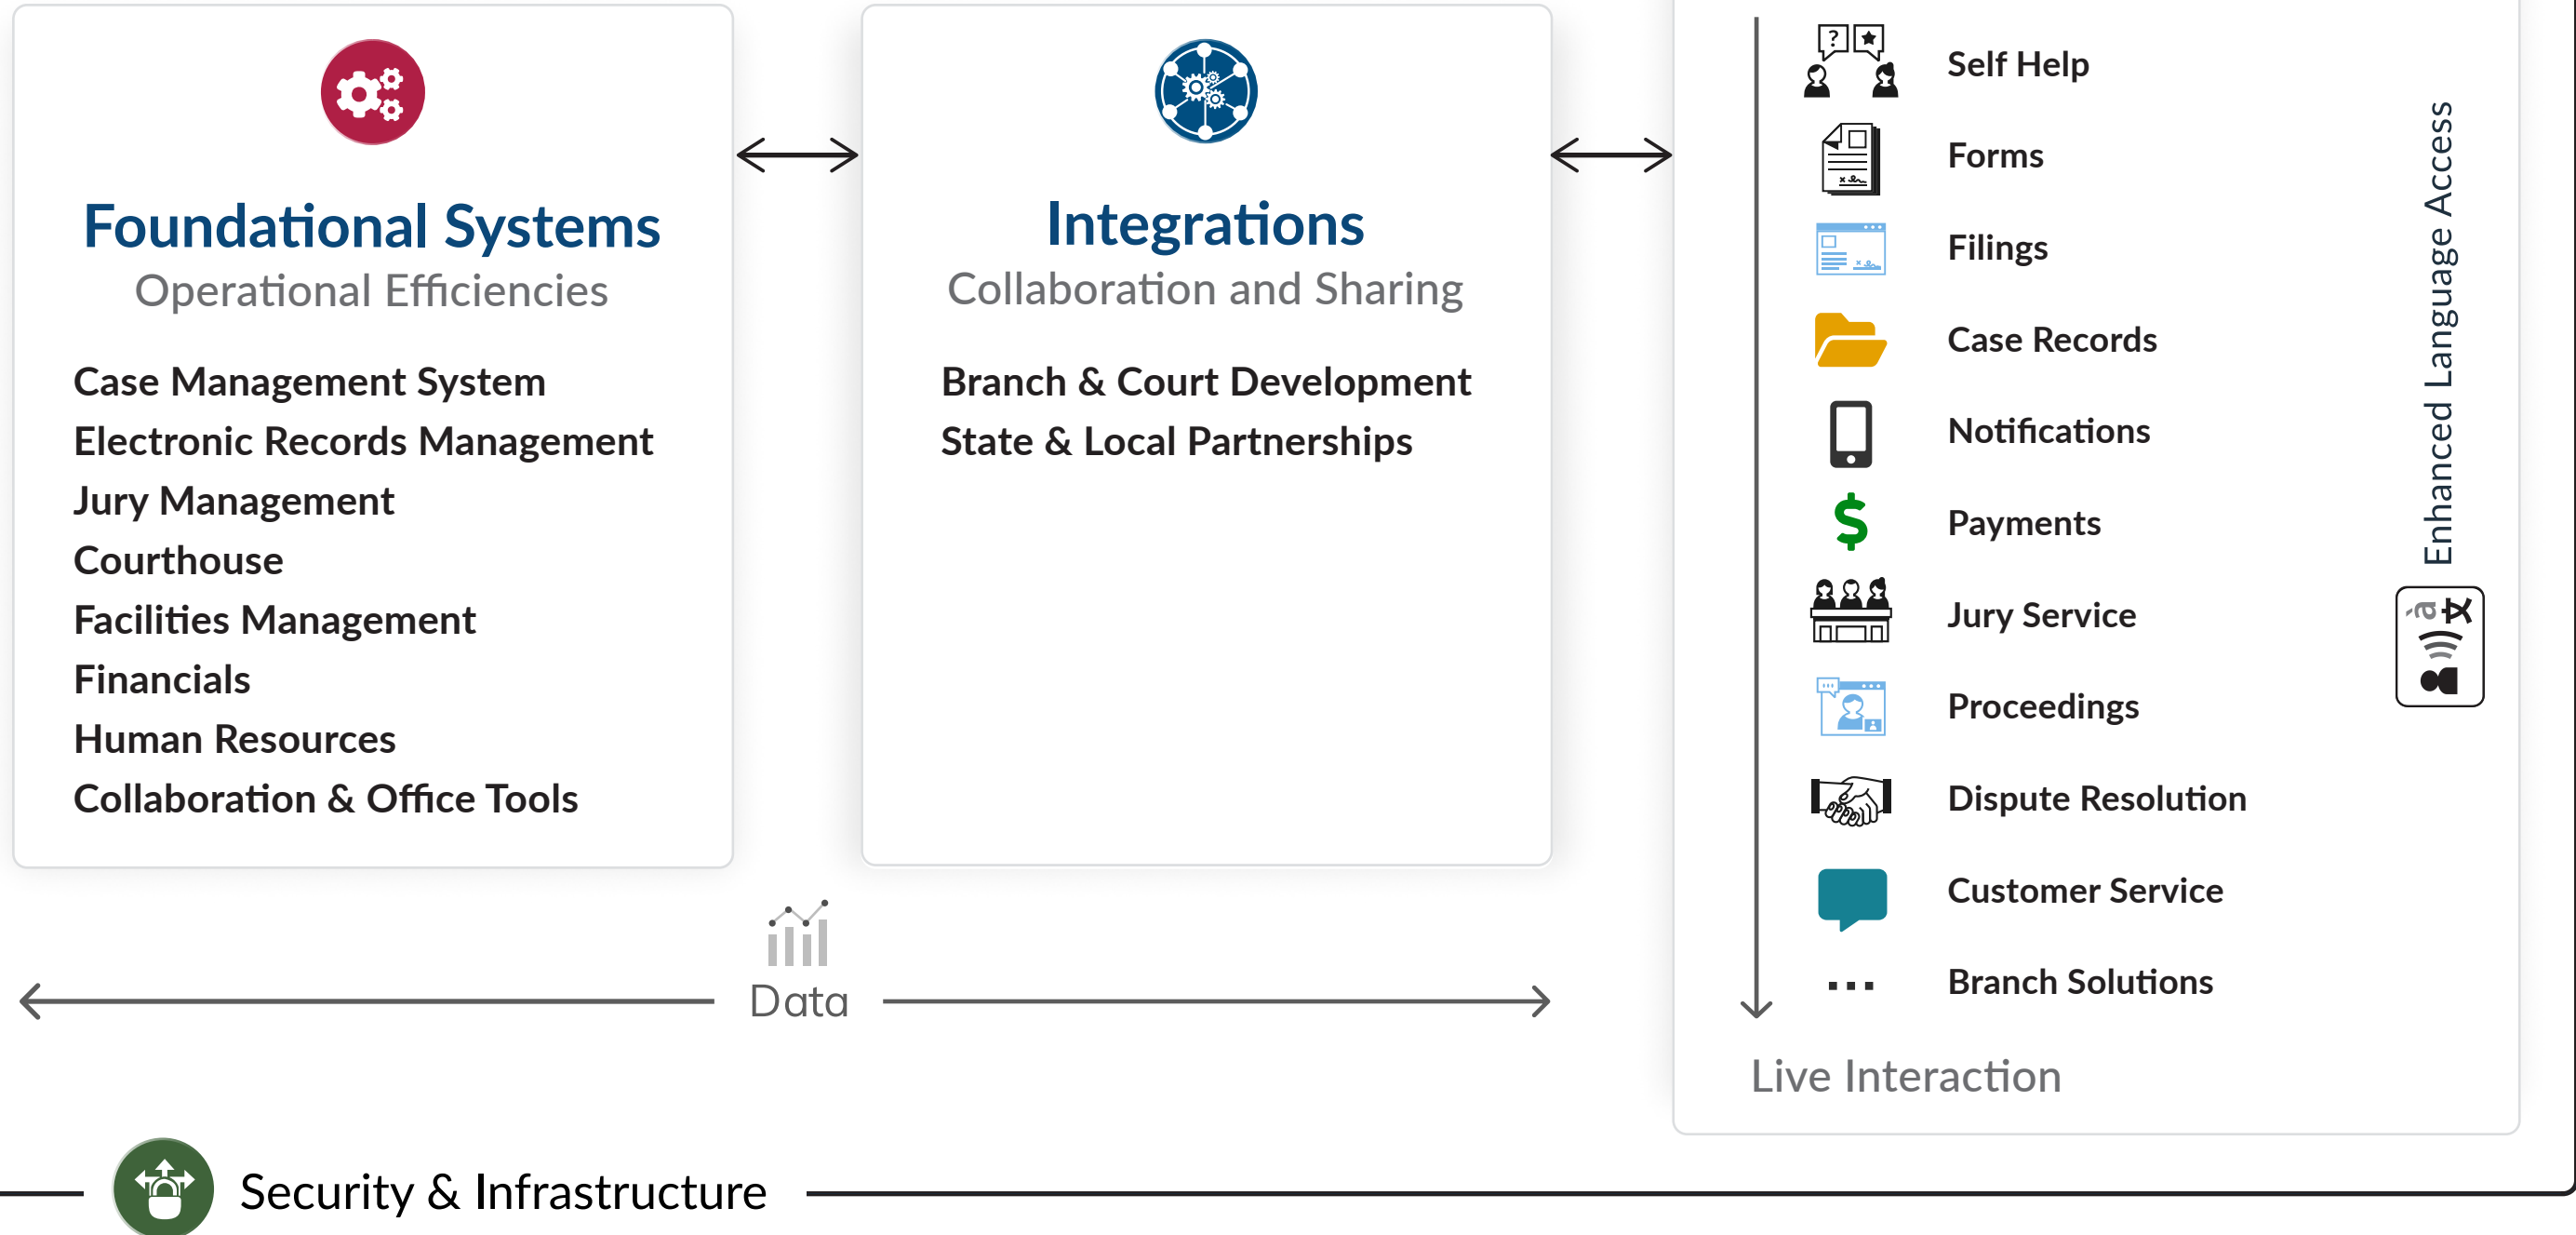 Foundational Systems
Operational Efficiencies
Case Management System
Electronic Records Management
Jury Management
Courthouse
Facilities Management
Financials
Human Resources
Collaboration & Office Tools
Integrations
Collaboration and Sharing
Branch & Court Development
State & Local Partnerships
Data
Self Help
Forms
Filings
Case Records
Notifications
Payments
Jury Service
Proceedings
Dispute Resolution
Customer Service
Branch Solutions
Live Interaction
Enhanced Language Access
Security & Infrastructure